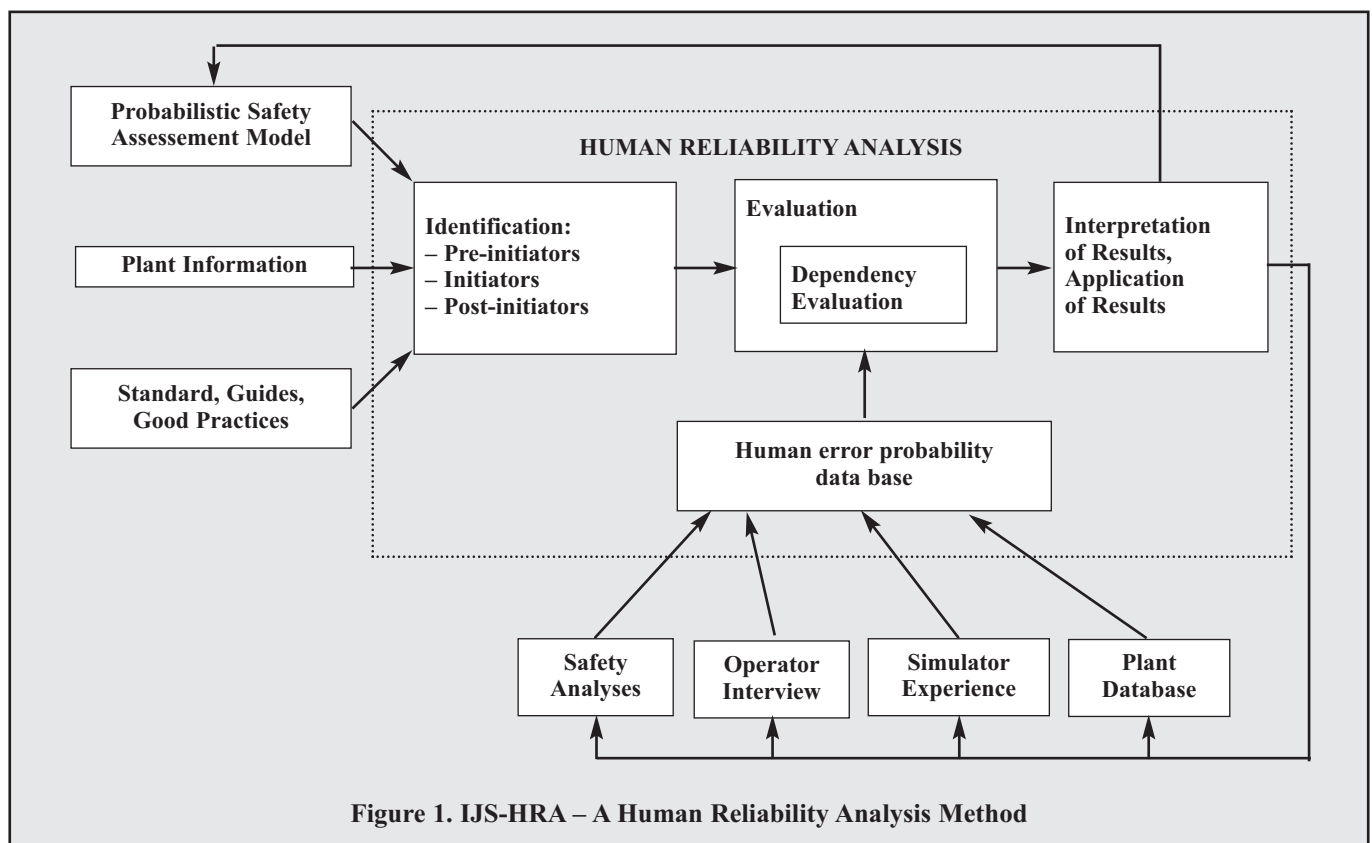 Probabilistic Safety
Assessement Model
HUMAN RELIABILITY ANALYSIS
Plant Information
Standard, Guides,
Good Practices
Identification:
– Pre-initiators
– Initiators
– Post-initiators
Evaluation
Dependency
Evaluation
Interpretation
of Results,
Application
of Results
Human error probability
data base
Safety
Analyses
Operator
Interview
Simulator
Experience
Plant
Database
Figure 1. IJS-HRA – A Human Reliability Analysis Method